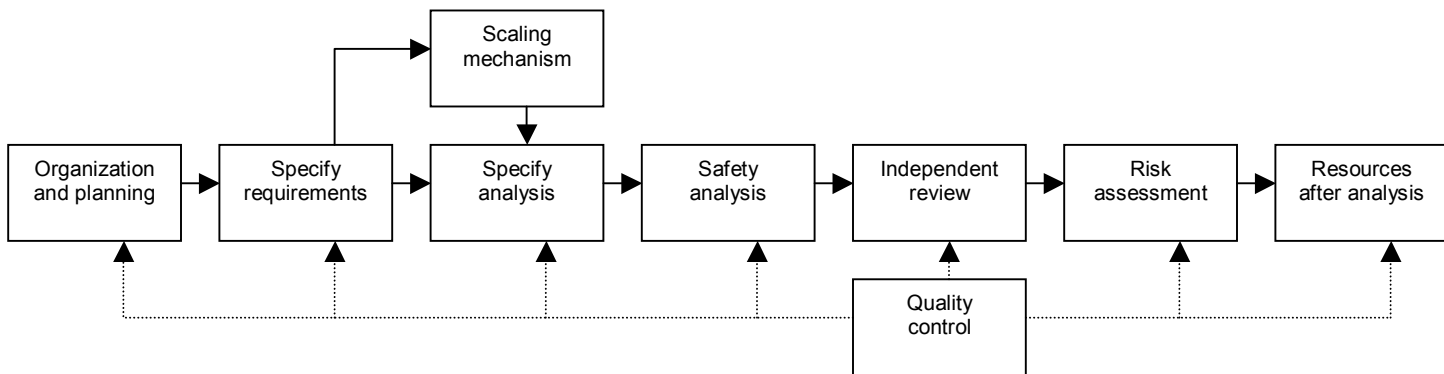 Scaling
mechanism
Organization
and planning
Specify
requirements
Specify
analysis
Safety
analysis
Independent
review
Risk
assessment
Resources
after analysis
Quality
control